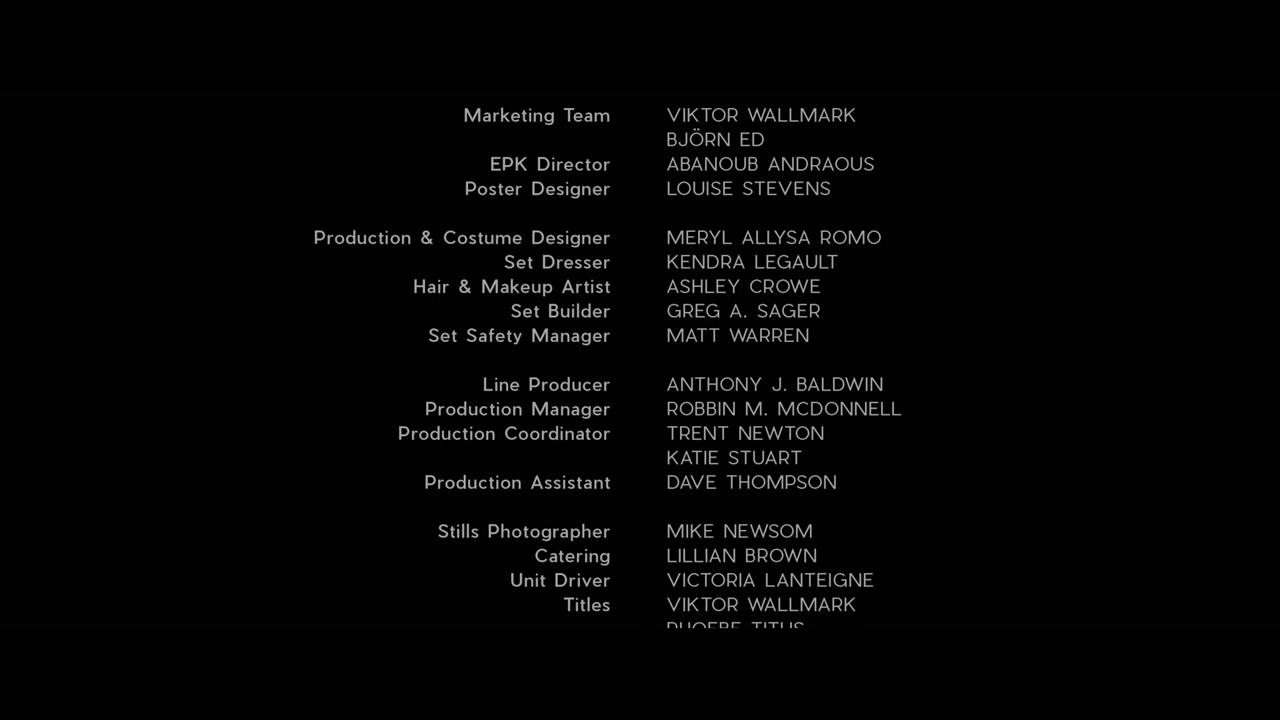 Marketing Team VIKTOR WALLMARK
BJÖRN ED
EPK Director ABANOUB ANDRAOUS
Poster Designer LOUISE STEVENS
Production & Costume Designer MERYL ALLYSA ROMO
Set Dresser KENDRA LEGAULT
Hair & Makeup Artist ASHLEY CROWE
Set Builder GREG A. SAGER
Set Safety Manager MATT WARREN
Line Producer ANTHONY J. BALDWIN
Production Manager ROBBIN M. MCDONNELL
Production Coordinator TRENT NEWTON
KATIE STUART
Production Assistant DAVE THOMPSON
Stills Photographer MIKE NEWSOM
Catering LILLIAN BROWN
Unit Driver VICTORIA LANTEIGNE
Titles VIKTOR WALLMARK
PHOEBE TITUS